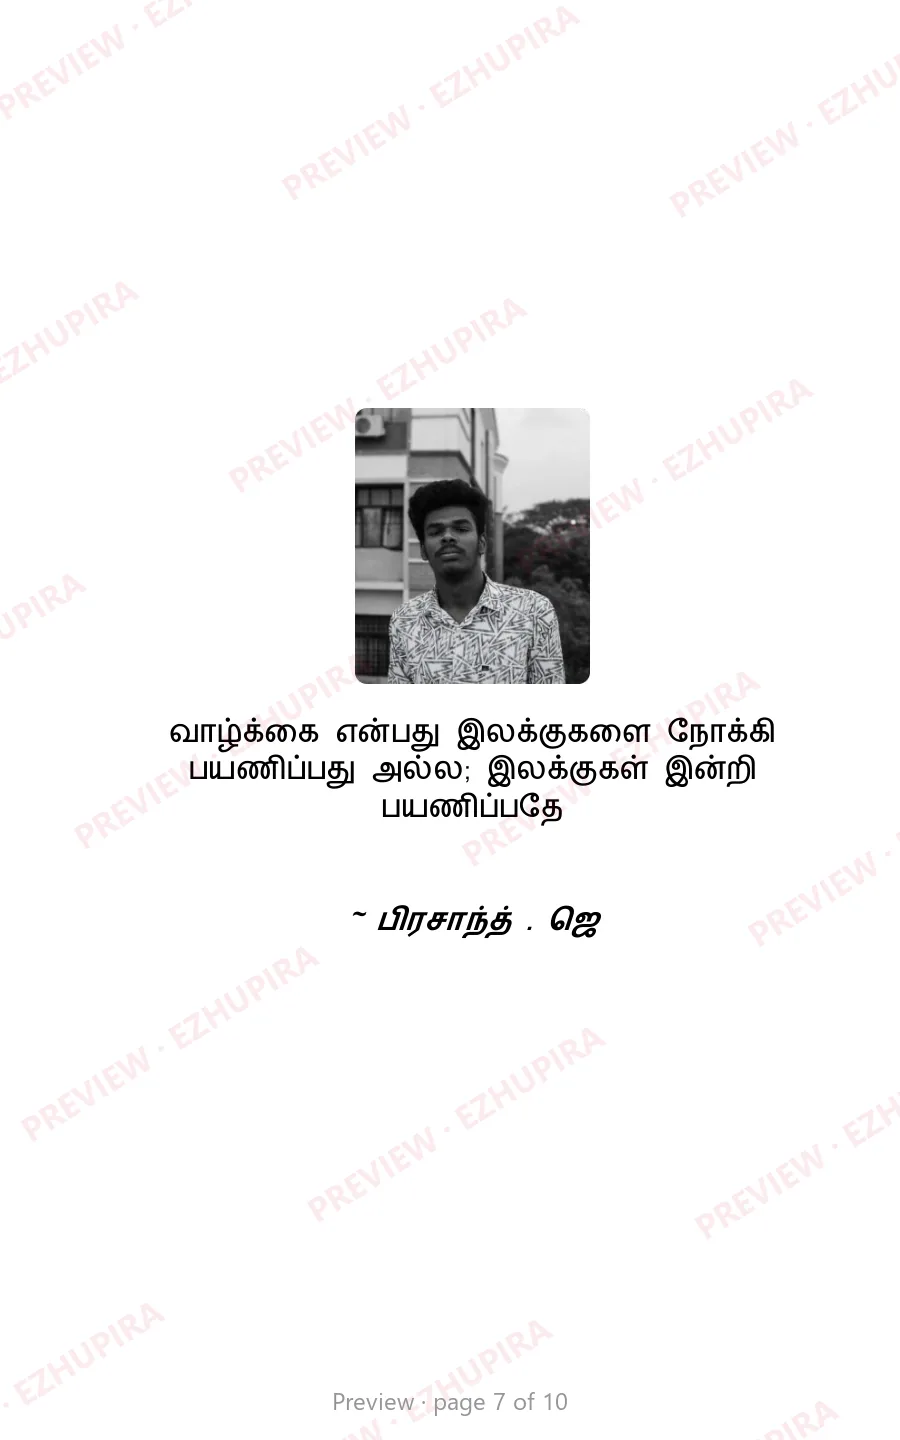 PREVIEW · EZHUPIRA
வாழ்க்கை என்பது இலக்குகளை நோக்கி
பயணிப்பது அல்ல; இலக்குகள் இன்றி
பயணிப்பதே
~ பிரசாந்த் . ஜெ
Preview · page 7 of 10